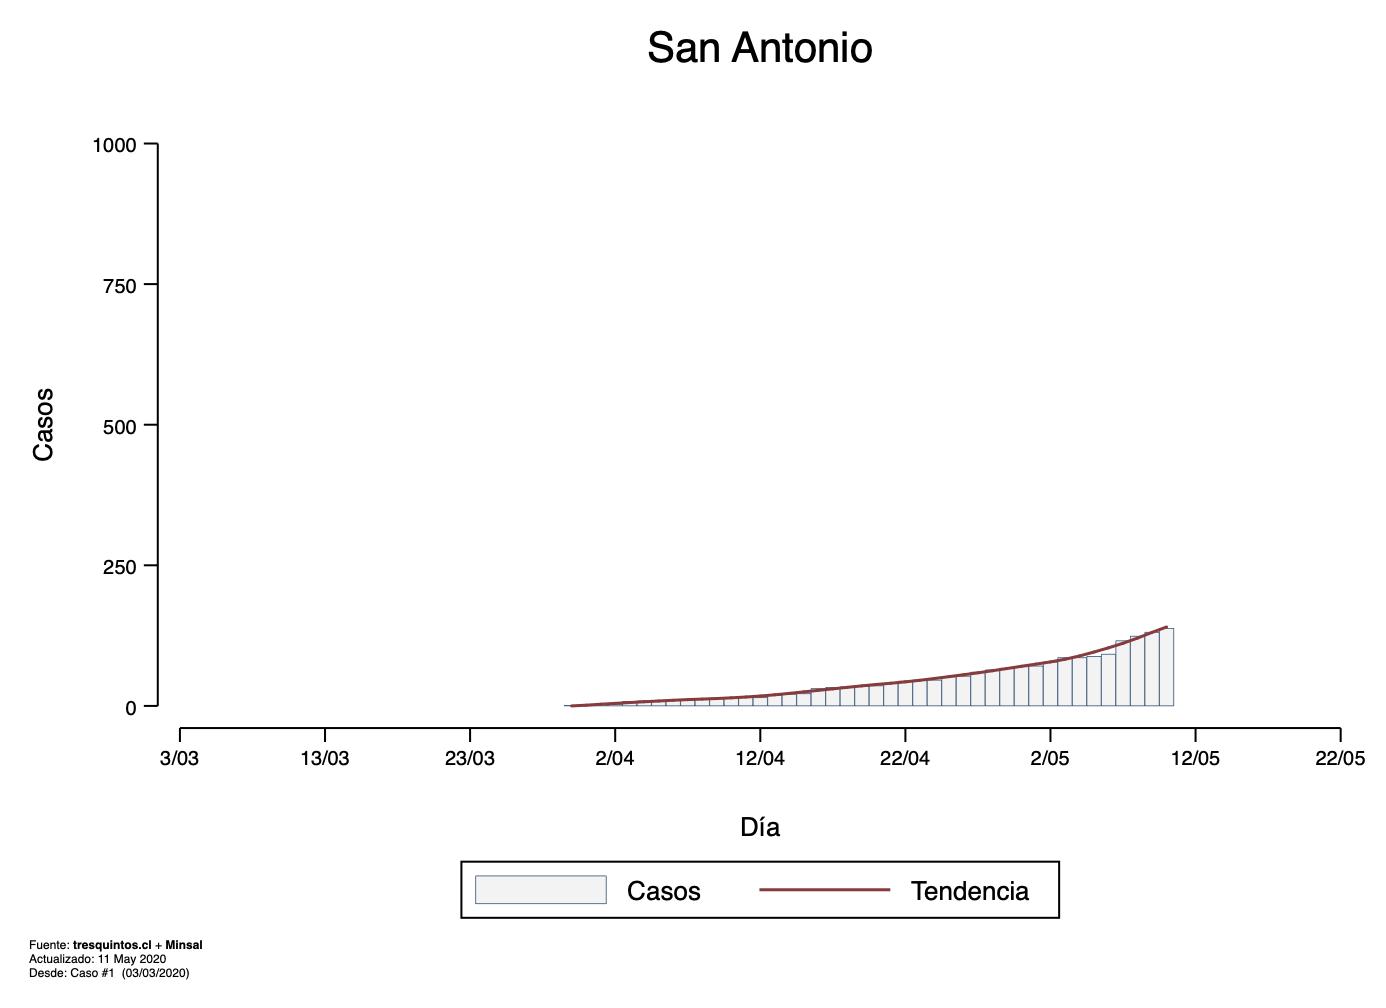 San Antonio
1000
750
500
250
0
Casos
3/03 13/03 23/03 2/04 12/04 22/04 2/05 12/05 22/05
Día
Casos Tendencia
Fuente: tresquintos.cl + Minsal
Actualizado: 11 May 2020
Desde: Caso #1 (03/03/2020)